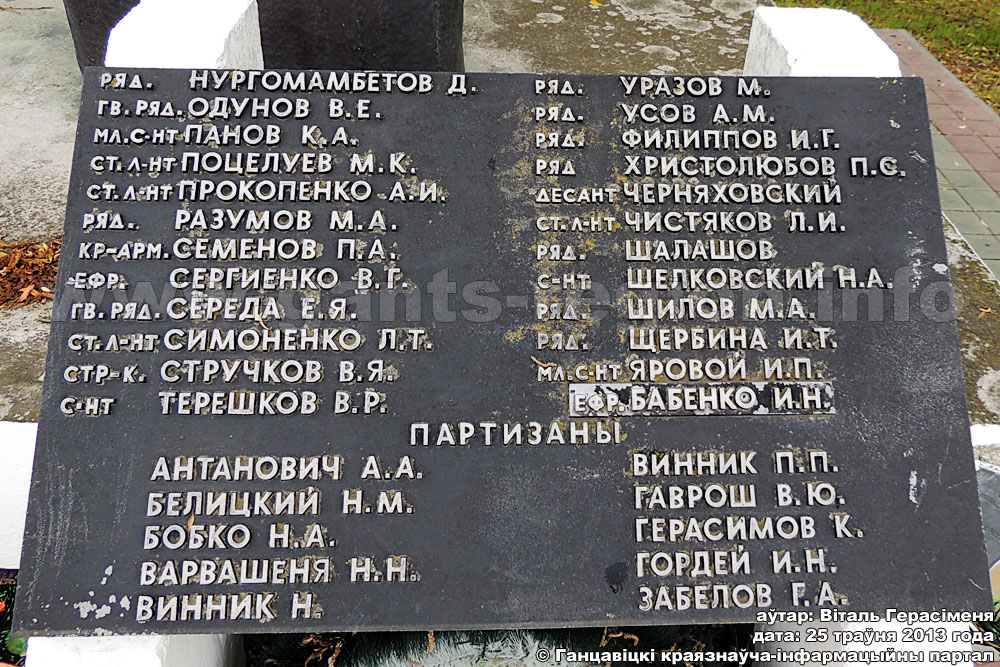 РЯД. НУРГОМАМБЕТОВ Д.
ГВ.РЯД. ОДУНОВ В.Е.
МЛ.С-НТ ПАНОВ К.А.
СТ.Л-НТ ПОЦЕЛУЕВ М.К.
СТ.Л-НТ ПРОКОПЕНКО А.И.
РЯД. РАЗУМОВ М.А.
КР-АРМ. СЕМЕНОВ П.А.
ЕФР. СЕРГИЕНКО В.Г.
ГВ.РЯД. СЕРЕДА Е.Я.
СТ.Л-НТ СИМОНЕНКО Л.Т.
СТР-К. СТРУЧКОВ В.Я.
С-НТ ТЕРЕШКОВ В.Р.
РЯД. УРАЗОВ М.
РЯД. УСОВ А.М.
РЯД. ФИЛИППОВ И.Г.
РЯД ХРИСТОЛЮБОВ П.С.
ДЕСАНТ ЧЕРНЯХОВСКИЙ
СТ.Л-НТ ЧИСТЯКОВ Л.И.
РЯД. ШАЛАШОВ
С-НТ ШЕЛКОВСКИЙ Н.А.
РЯД. ШИЛОВ М.А.
РЯД. ЩЕРБИНА И.Т.
МЛ.С-НТ ЯРОВОЙ И.П.
ЕФР. БАБЕНКО И.Н.
ПАРТИЗАНЫ
АНТАНОВИЧ А.А.
БЕЛИЦКИЙ Н.М.
БОБКО Н.А.
ВАРВАШЕНЯ Н.Н.
ВИННИК Н.
ВИННИК П.П.
ГАВРОШ В.Ю.
ГЕРАСИМОВ К.
ГОРДЕЙ И.Н.
ЗАБЕЛОВ Г.А.
аўтар: Віталь Герасіменя
дата: 25 траўня 2013 года
© Ганцавіцкі краязнаўча-інфармацыйны партал